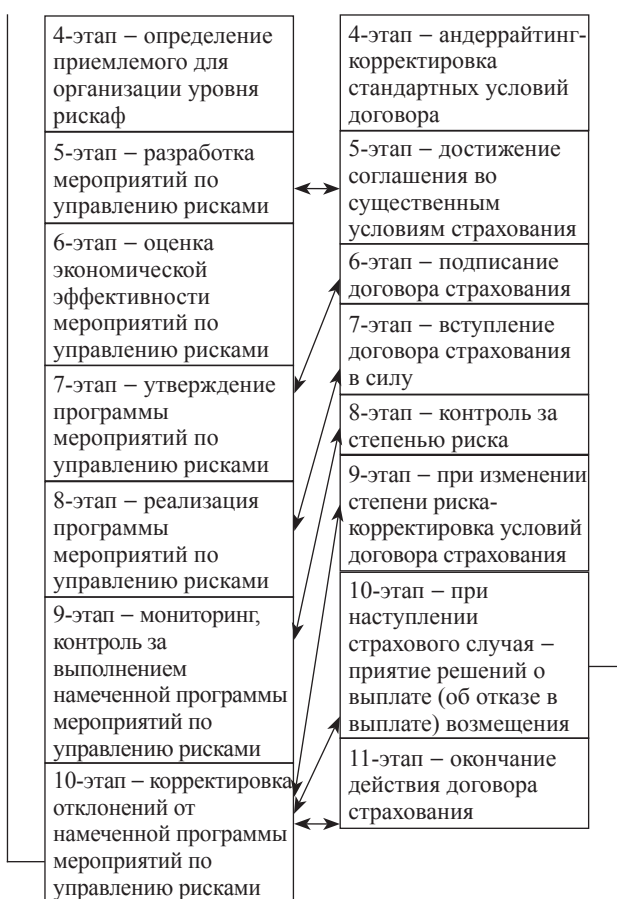 4-этап – определение
приемлемого для
организации уровня
рискаф
5-этап – разработка
мероприятий по
управлению рисками
6-этап – оценка
экономической
эффективности
мероприятий по
управлению рисками
7-этап – утверждение
программы
мероприятий по
управлению рисками
8-этап – реализация
программы
мероприятий по
управлению рисками
9-этап – мониторинг,
контроль за
выполнением
намеченной программы
мероприятий по
управлению рисками
10-этап – корректировка
отклонений от
намеченной программы
мероприятий по
управлению рисками
4-этап – андеррайтинг-
корректировка
стандартных условий
договора
5-этап – достижение
соглашения во
существенным
условиям страхования
6-этап – подписание
договора страхования
7-этап – вступление
договора страхования
в силу
8-этап – контроль за
степенью риска
9-этап – при изменении
степени риска-
корректировка условий
договора страхования
10-этап – при
наступлении
страхового случая –
приятие решений о
выплате (об отказе в
выплате) возмещения
11-этап – окончание
действия договора
страхования